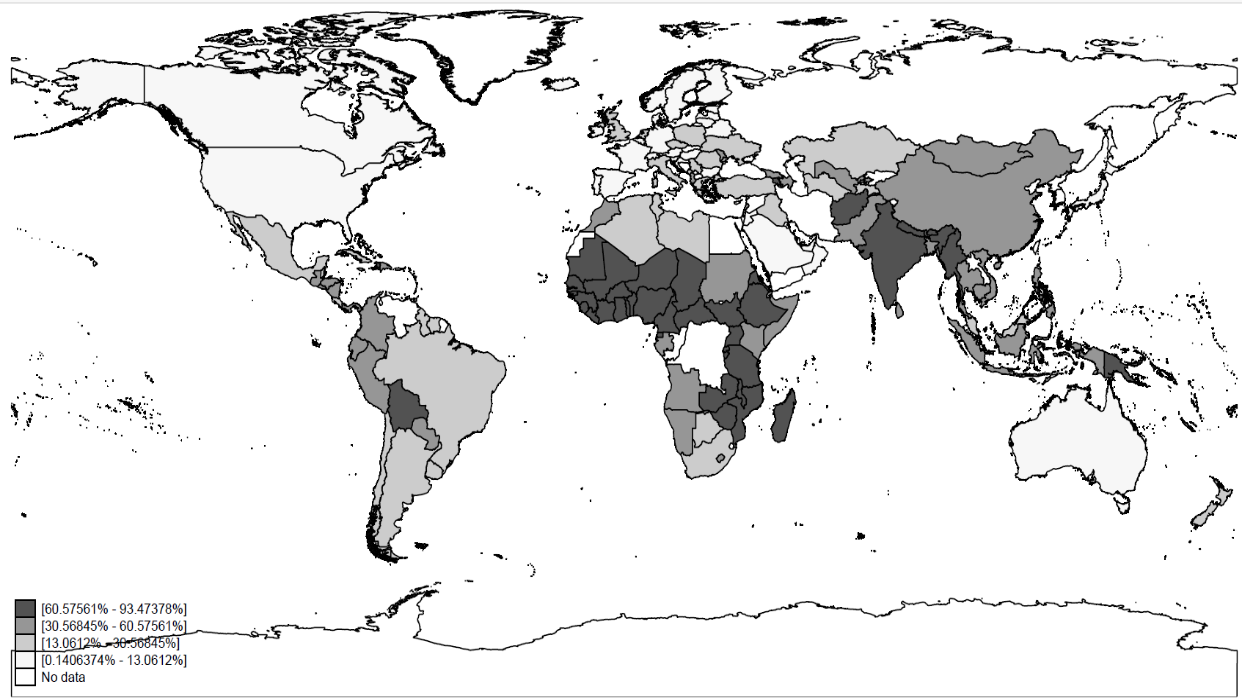 [60.57561% - 93.47378%]
[30.56845% - 60.57561%]
[13.0612% - 30.56845%]
[0.1406374% - 13.0612%]
No data